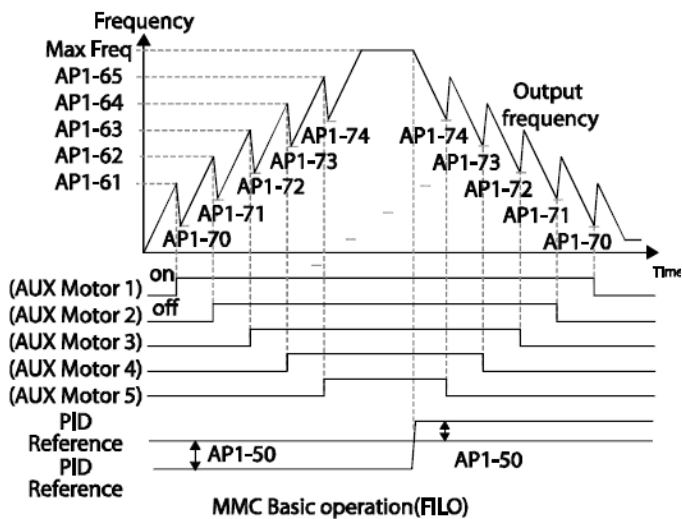 Frequency
Max Freq
AP1-65
AP1-64
AP1-63
AP1-62
AP1-61
AP1-74
AP1-73
AP1-72
AP1-71
AP1-70
Output
frequency
AP1-74
AP1-73
AP1-72
AP1-71
AP1-70
Time
on
(AUX Motor 1)
off
(AUX Motor 2)
(AUX Motor 3)
(AUX Motor 4)
(AUX Motor 5)
PID
Reference
AP1-50
AP1-50
PID
Reference
MMC Basic operation(FILO)